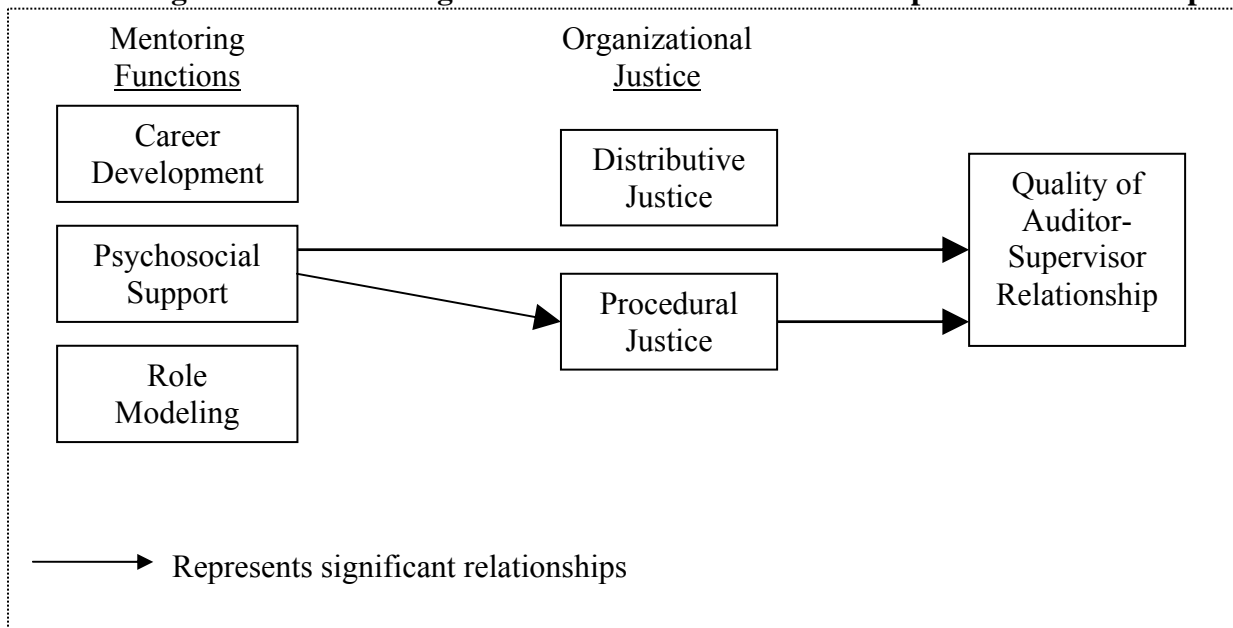 Mentoring
Functions
Organizational
Justice
Career
Development
Psychosocial
Support
Role
Modeling
Distributive
Justice
Procedural
Justice
Quality of
Auditor-
Supervisor
Relationship
Represents significant relationships